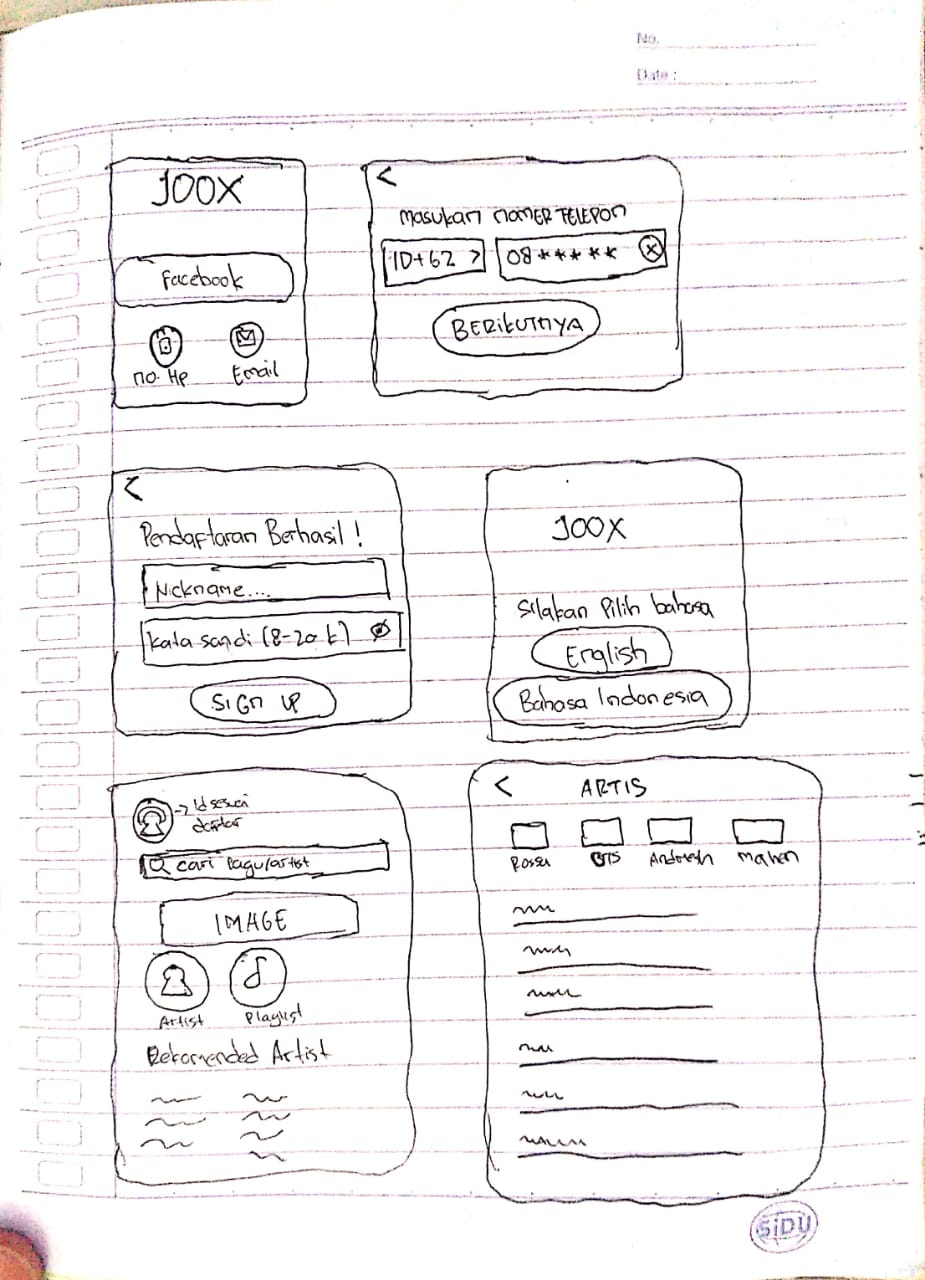 No.
Date :
JOOX
Facebook
no. Hp
Email
<
Masukan nomer TELEPON
ID+62 >
08*****
BERIKUTNYA
<
Pendaftaran Berhasil !
Nickname....
kata sandi (8-20 k)
SIGn UP
JOOX
Silakan Pilih bahasa
English
Bahasa Indonesia
-> Id sesuai
daftar
cari lagu/artist
IMAGE
Artist
Playlist
Rekomended Artist
<
ARTIS
Rossa
BTS
Andmesh
Mahen
SiDU